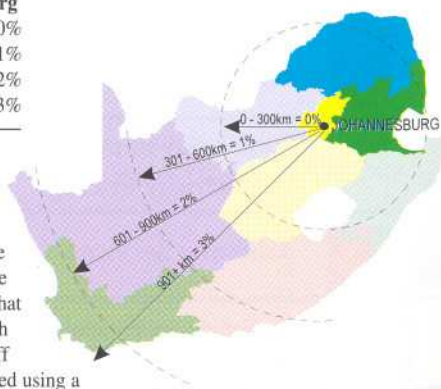 rg
0%
1%
2%
3%
0 - 300km = 0%
JOHANNESBURG
301 - 600km = 1%
601 - 900km = 2%
901+ km = 3%
e
e
hat
h
ff
ed using a